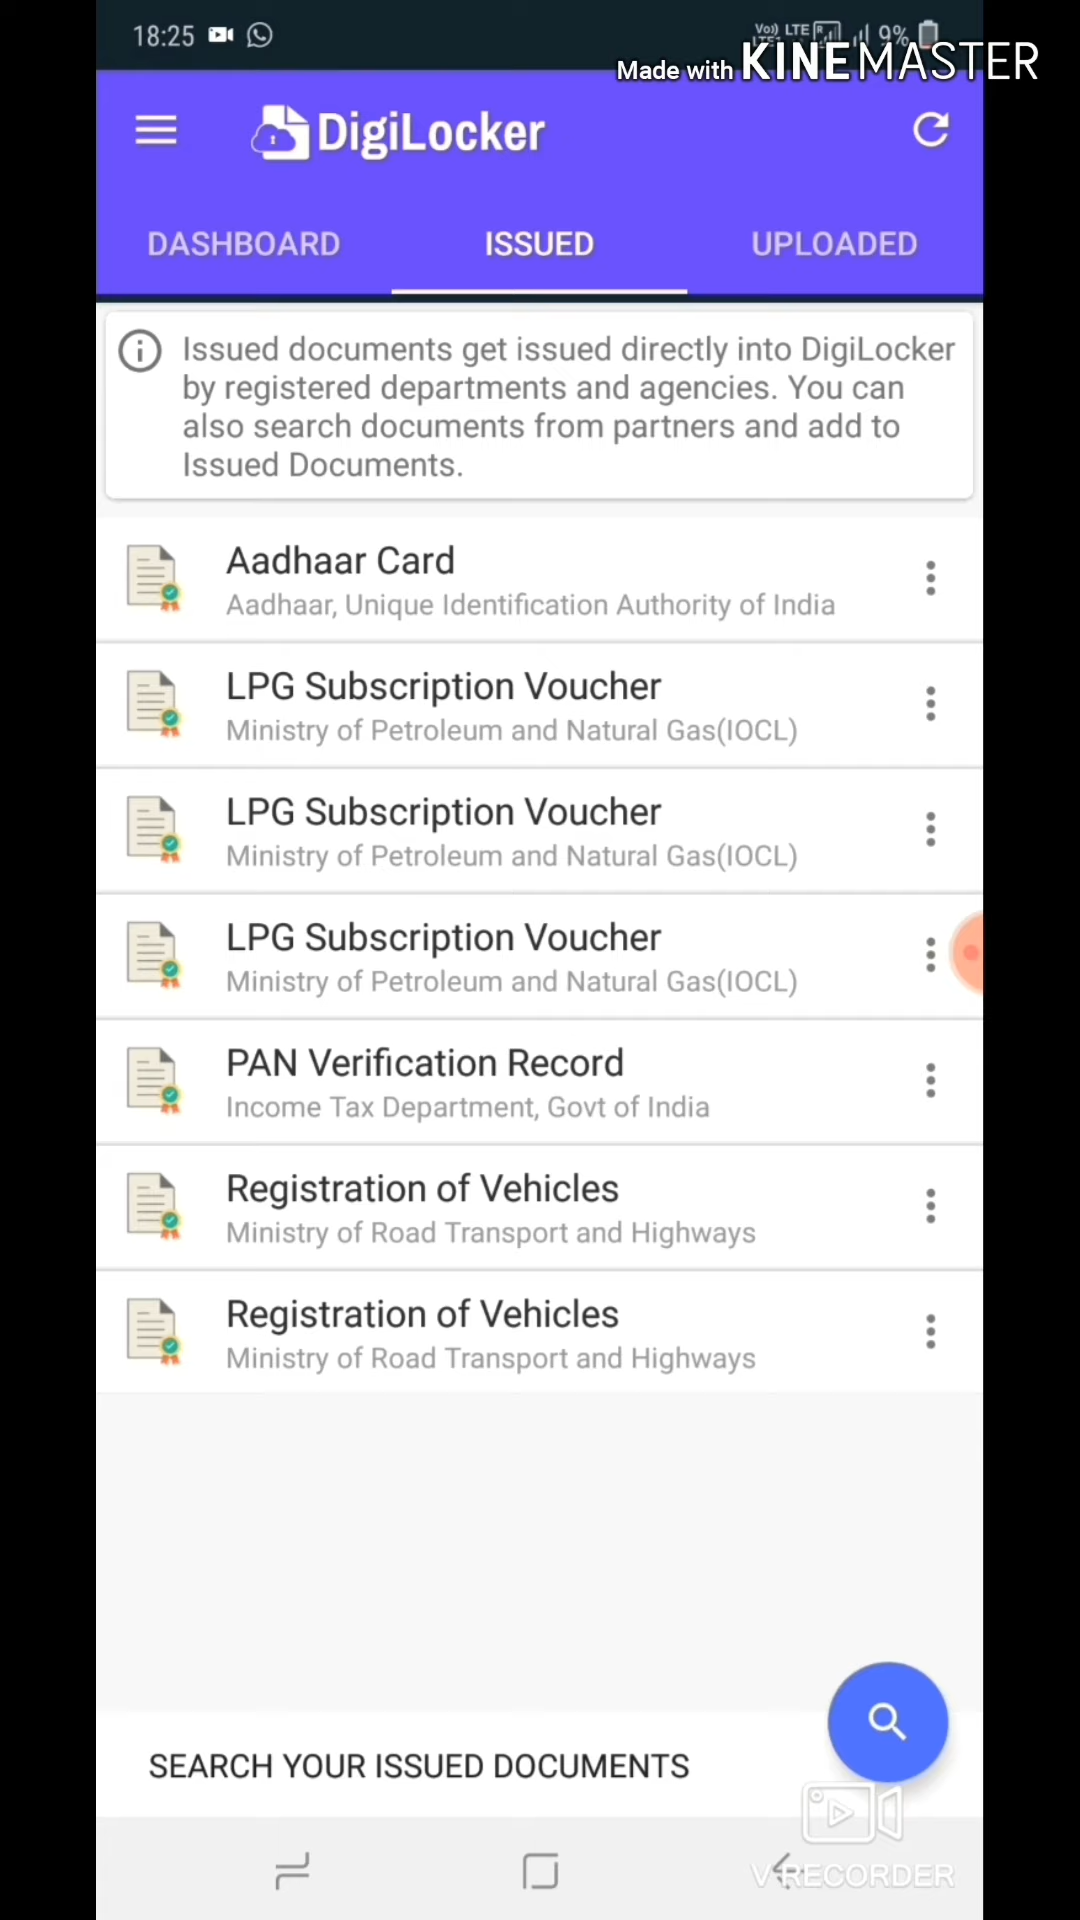 18:25
Vo) LTE
9%
Made with KINEMASTER
DigiLocker
DASHBOARD
ISSUED
UPLOADED
Issued documents get issued directly into DigiLocker
by registered departments and agencies. You can
also search documents from partners and add to
Issued Documents.
Aadhaar Card
Aadhaar, Unique Identification Authority of India
LPG Subscription Voucher
Ministry of Petroleum and Natural Gas(IOCL)
LPG Subscription Voucher
Ministry of Petroleum and Natural Gas(IOCL)
LPG Subscription Voucher
Ministry of Petroleum and Natural Gas(IOCL)
PAN Verification Record
Income Tax Department, Govt of India
Registration of Vehicles
Ministry of Road Transport and Highways
Registration of Vehicles
Ministry of Road Transport and Highways
SEARCH YOUR ISSUED DOCUMENTS
V RECORDER